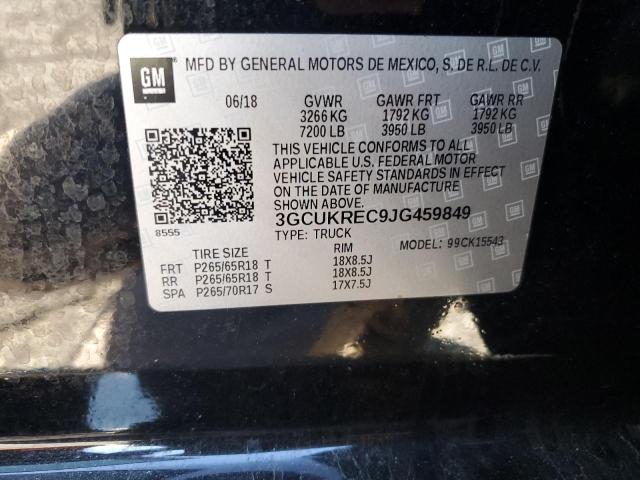 GM MFD BY GENERAL MOTORS DE MEXICO, S. DE R.L. DE C.V.
06/18 GVWR GAWR FRT GAWR RR
3266 KG 1792 KG 1792 KG
7200 LB 3950 LB 3950 LB
THIS VEHICLE CONFORMS TO ALL
APPLICABLE U.S. FEDERAL MOTOR
VEHICLE SAFETY STANDARDS IN EFFECT
ON THE DATE OF MANUFACTURE
SHOWN ABOVE.
3GCUKREC9JG459849
8555
TYPE: TRUCK MODEL: 99CK15543
TIRE SIZE RIM
FRT P265/65R18 T 18X8.5J
RR P265/65R18 T 18X8.5J
SPA P265/70R17 S 17X7.5J